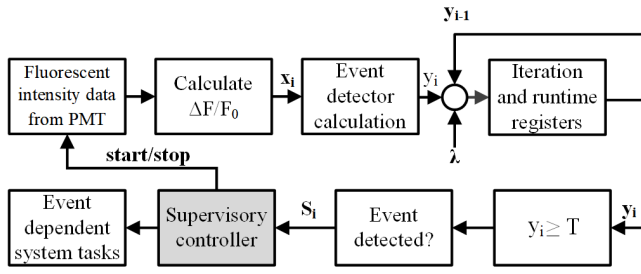 y_{i-1}
Fluorescent
intensity data
from PMT
Calculate
ΔF/F_0
x_i
Event
detector
calculation
y_i
Iteration
and runtime
registers
λ
start/stop
Event
dependent
system tasks
Supervisory
controller
S_i
Event
detected?
y_i ≥ T
y_i